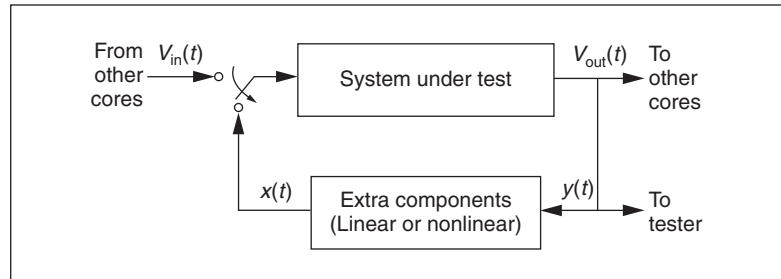 From
other
cores
V_in(t)
System under test
V_out(t)
To
other
cores
x(t)
Extra components
(Linear or nonlinear)
y(t)
To
tester